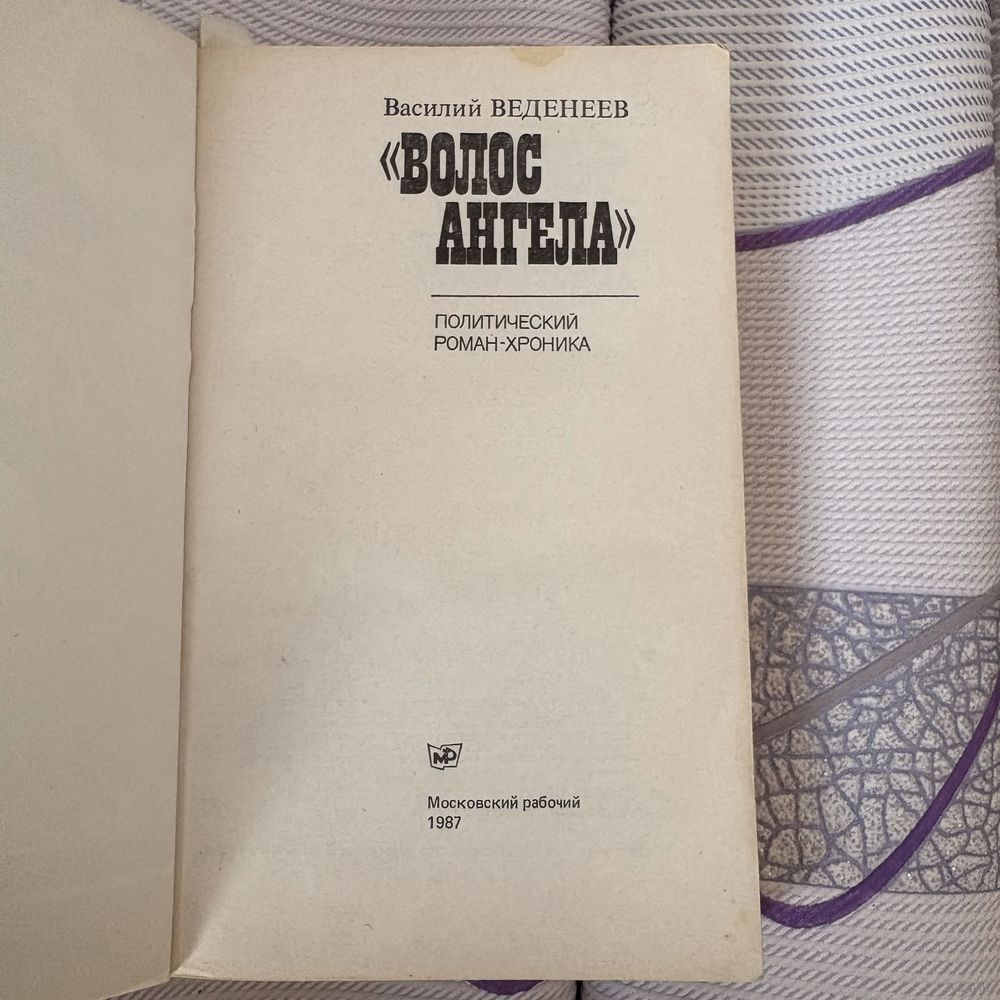 Василий ВЕДЕНЕЕВ
«ВОЛОС
АНГЕЛА»
ПОЛИТИЧЕСКИЙ
РОМАН-ХРОНИКА
МР
Московский рабочий
1987